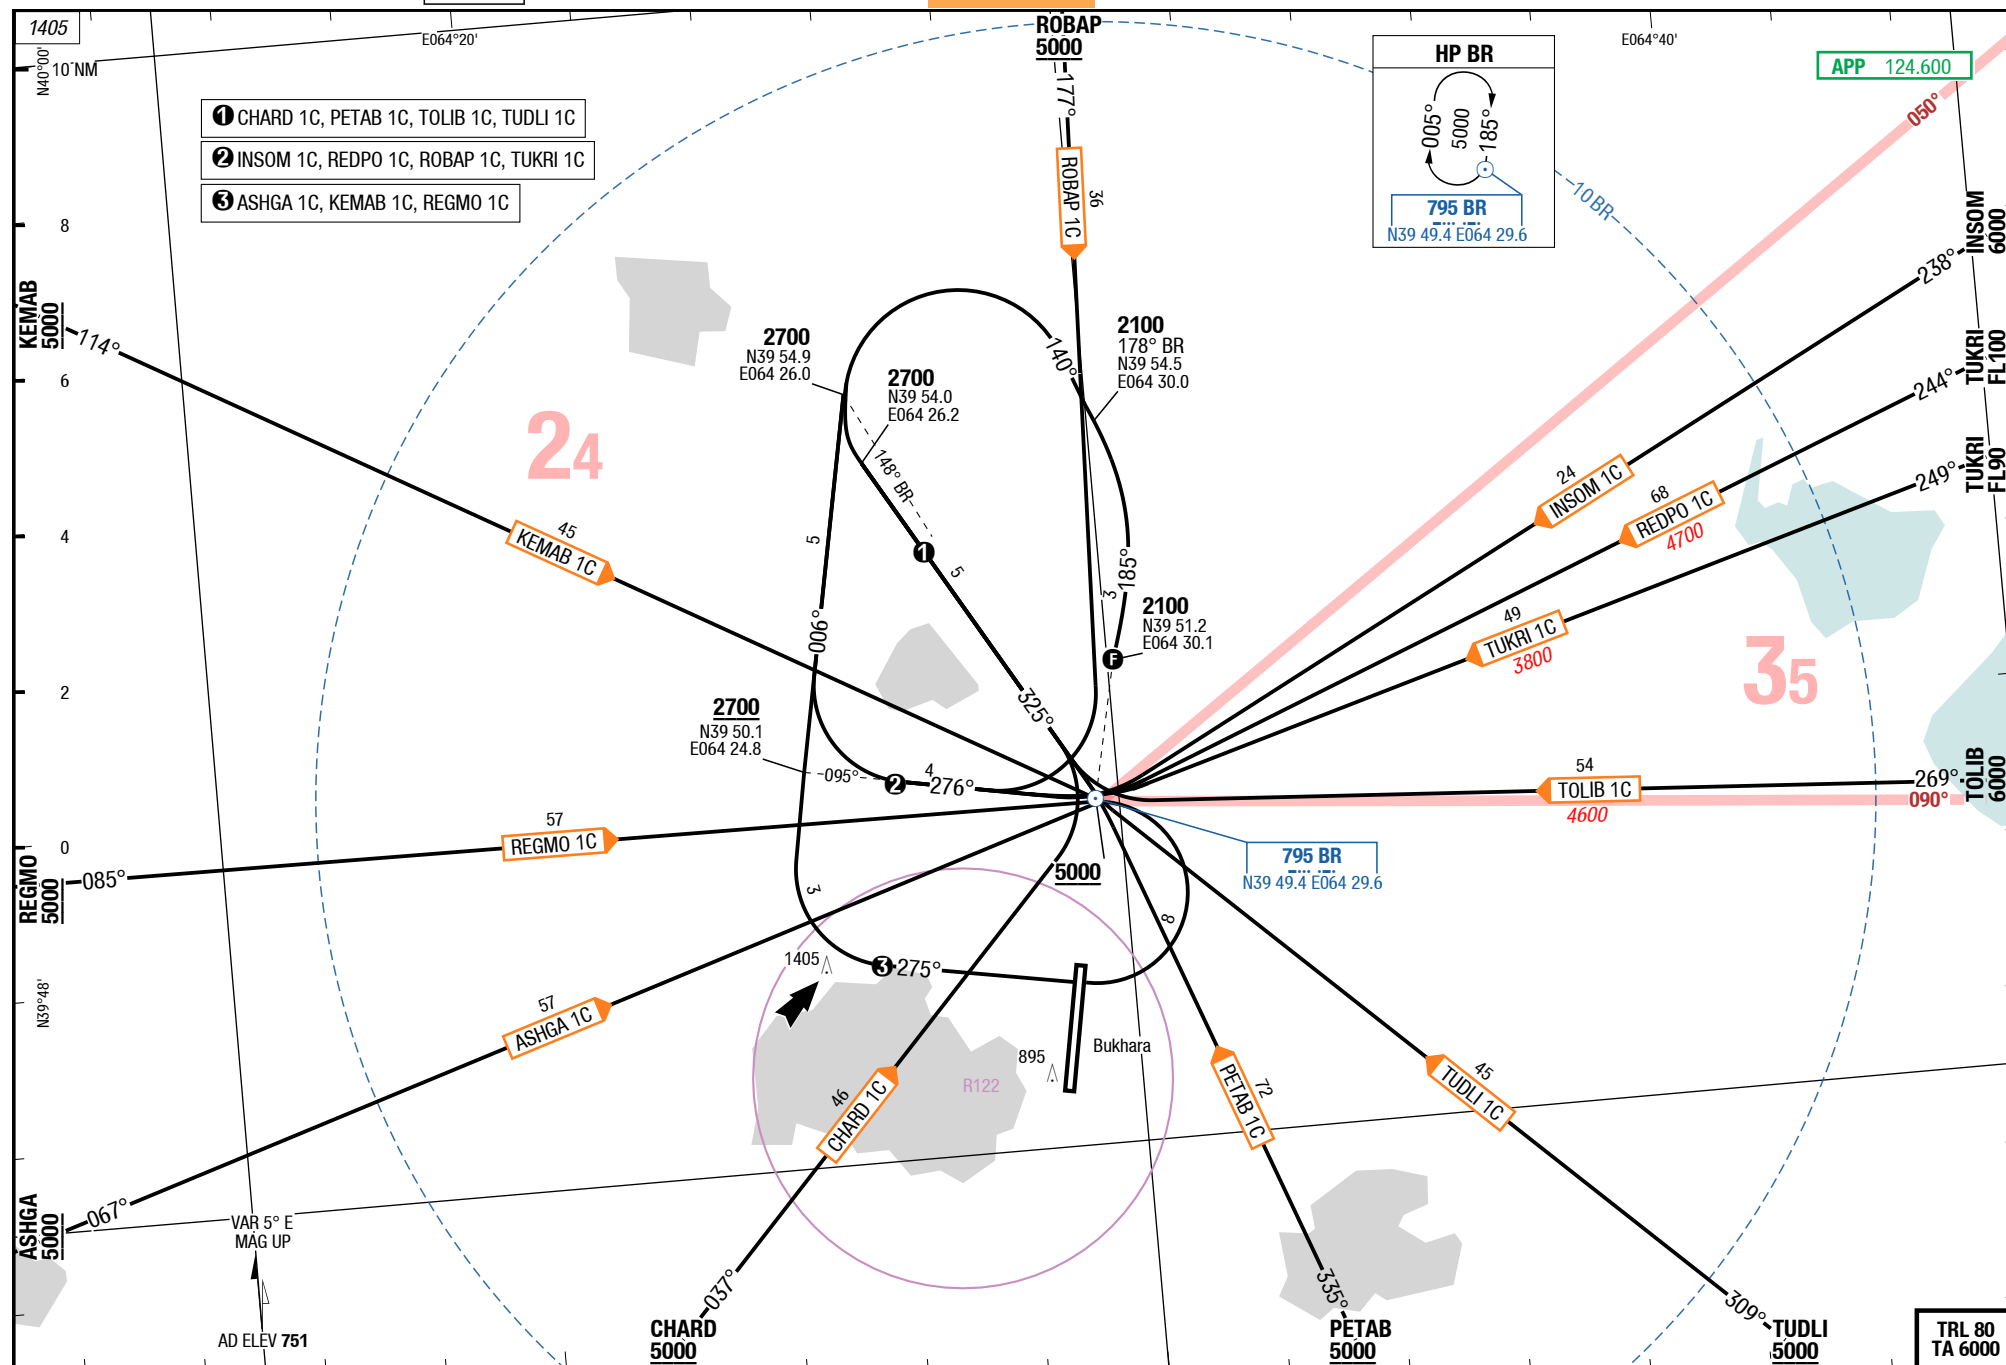 1405
N40°00'
10 NM
E064°20'
ROBAP
5000
177°
ROBAP 1C
36
E064°40'
APP 124.600
050°
HP BR
005°
5000
185°
795 BR
N39 49.4 E064 29.6
10 BR
1 CHARD 1C, PETAB 1C, TOLIB 1C, TUDLI 1C
2 INSOM 1C, REDPO 1C, ROBAP 1C, TUKRI 1C
3 ASHGA 1C, KEMAB 1C, REGMO 1C
8
6
4
2
0
INSOM
6000
238°
TUKRI
FL100
244°
TUKRI
FL90
249°
KEMAB
5000
114°
2700
N39 54.9
E064 26.0
2700
N39 54.0
E064 26.2
140°
2100
178° BR
N39 54.5
E064 30.0
24
148° BR
1
5
5
45
KEMAB 1C
006°
24
INSOM 1C
68
REDPO 1C
4700
49
TUKRI 1C
3800
35
185°
3
2100
N39 51.2
E064 30.1
F
325°
2700
N39 50.1
E064 24.8
095°
2
4
276°
54
TOLIB 1C
4600
269°
090°
TOLIB
6000
57
REGMO 1C
REGMO
5000
085°
5000
795 BR
N39 49.4 E064 29.6
3
8
1405
3
275°
N39°48'
57
ASHGA 1C
895
Bukhara
R122
46
CHARD 1C
72
PETAB 1C
45
TUDLI 1C
ASHGA
5000
067°
VAR 5° E
MAG UP
AD ELEV 751
037°
CHARD
5000
335°
PETAB
5000
309°
TUDLI
5000
TRL 80
TA 6000